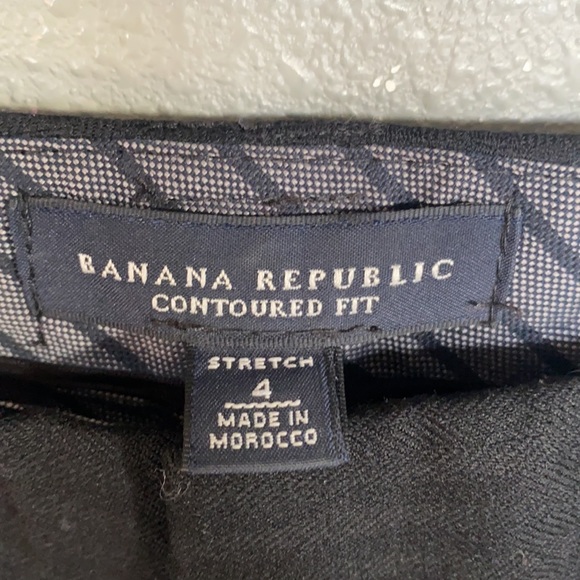 BANANA REPUBLIC
CONTOURED FIT
STRETCH
4
MADE IN
MOROCCO